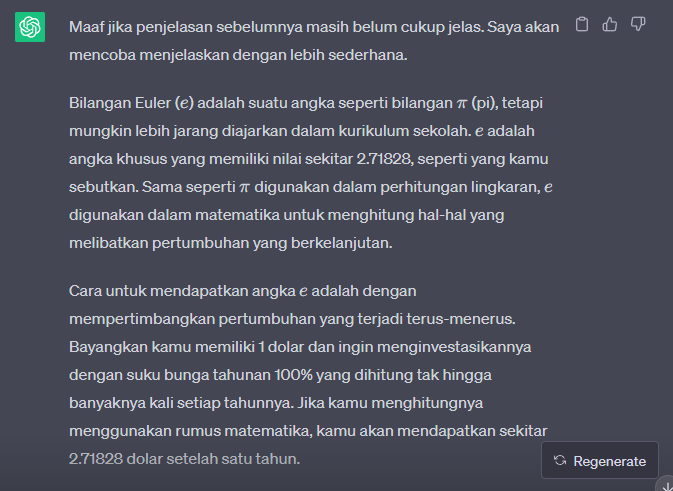 Maaf jika penjelasan sebelumnya masih belum cukup jelas. Saya akan
mencoba menjelaskan dengan lebih sederhana.
Bilangan Euler (e) adalah suatu angka seperti bilangan π (pi), tetapi
mungkin lebih jarang diajarkan dalam kurikulum sekolah. e adalah
angka khusus yang memiliki nilai sekitar 2.71828, seperti yang kamu
sebutkan. Sama seperti π digunakan dalam perhitungan lingkaran, e
digunakan dalam matematika untuk menghitung hal-hal yang
melibatkan pertumbuhan yang berkelanjutan.
Cara untuk mendapatkan angka e adalah dengan
mempertimbangkan pertumbuhan yang terjadi terus-menerus.
Bayangkan kamu memiliki 1 dolar dan ingin menginvestasikannya
dengan suku bunga tahunan 100% yang dihitung tak hingga
banyaknya kali setiap tahunnya. Jika kamu menghitungnya
menggunakan rumus matematika, kamu akan mendapatkan sekitar
2.71828 dolar setelah satu tahun.
Regenerate